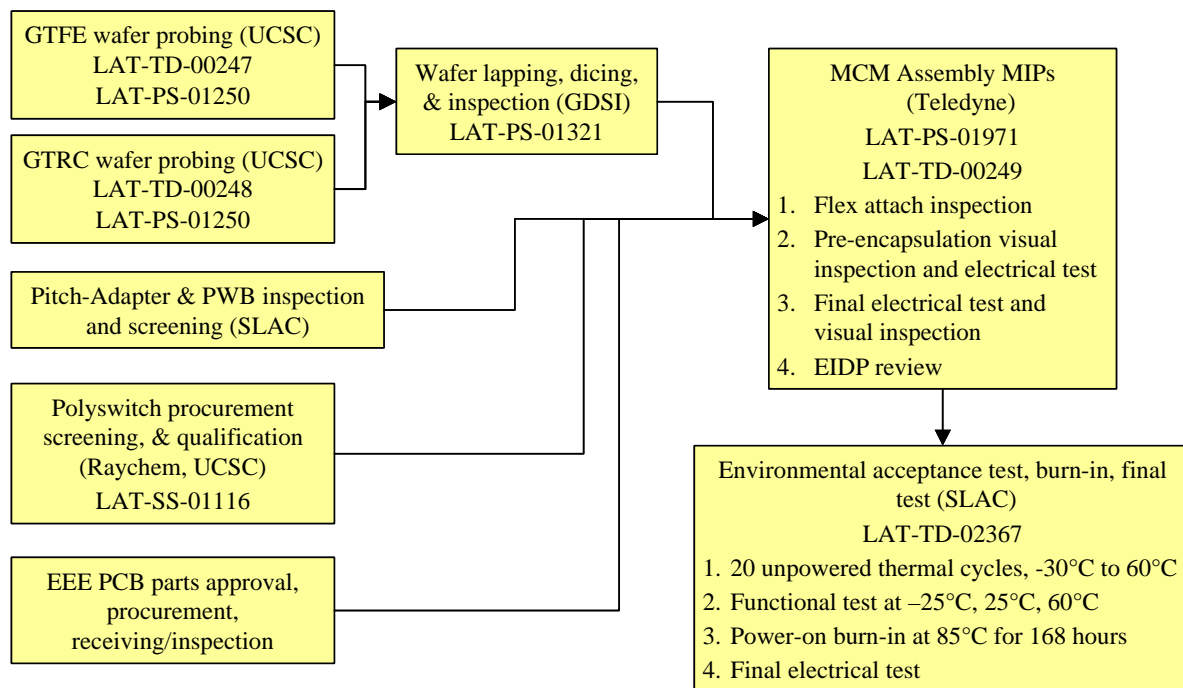 GTFE wafer probing (UCSC)
LAT-TD-00247
LAT-PS-01250
GTRC wafer probing (UCSC)
LAT-TD-00248
LAT-PS-01250
Wafer lapping, dicing,
& inspection (GDSI)
LAT-PS-01321
Pitch-Adapter & PWB inspection
and screening (SLAC)
Polyswitch procurement
screening, & qualification
(Raychem, UCSC)
LAT-SS-01116
EEE PCB parts approval,
procurement,
receiving/inspection
MCM Assembly MIPs
(Teledyne)
LAT-PS-01971
LAT-TD-00249
1. Flex attach inspection
2. Pre-encapsulation visual
inspection and electrical test
3. Final electrical test and
visual inspection
4. EIDP review
Environmental acceptance test, burn-in, final
test (SLAC)
LAT-TD-02367
1. 20 unpowered thermal cycles, -30°C to 60°C
2. Functional test at –25°C, 25°C, 60°C
3. Power-on burn-in at 85°C for 168 hours
4. Final electrical test